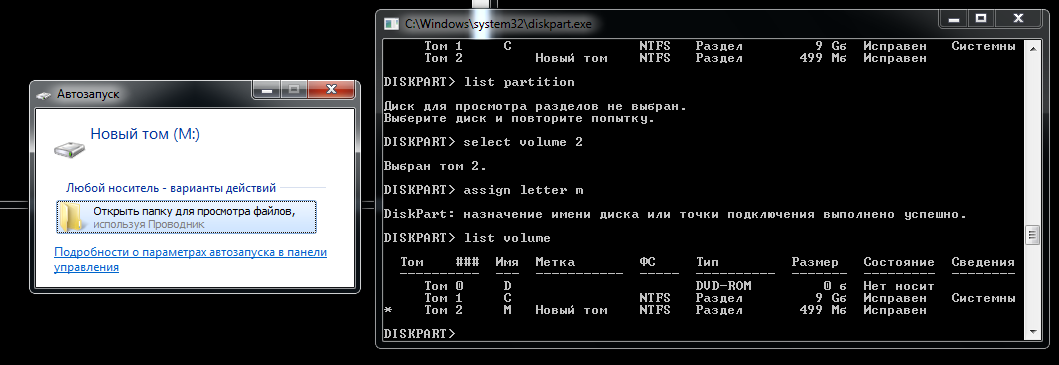 Автозапуск
Новый том (M:)
Любой носитель - варианты действий
Открыть папку для просмотра файлов,
используя Проводник
Подробности о параметрах автозапуска в панели
управления
C:\Windows\system32\diskpart.exe
Том 1 C NTFS Раздел 9 Gб Исправен Системны
Том 2 Новый том NTFS Раздел 499 Mб Исправен
DISKPART> list partition
Диск для просмотра разделов не выбран.
Выберите диск и повторите попытку.
DISKPART> select volume 2
Выбран том 2.
DISKPART> assign letter m
DiskPart: назначение имени диска или точки подключения выполнено успешно.
DISKPART> list volume
Том ### Имя Метка ФС Тип Размер Состояние Сведения
---------- --- ----------- ----- ---------- ------- --------- --------
Том 0 D DVD-ROM 0 б Нет носит
Том 1 C NTFS Раздел 9 Gб Исправен Системны
* Том 2 M Новый том NTFS Раздел 499 Mб Исправен
DISKPART>